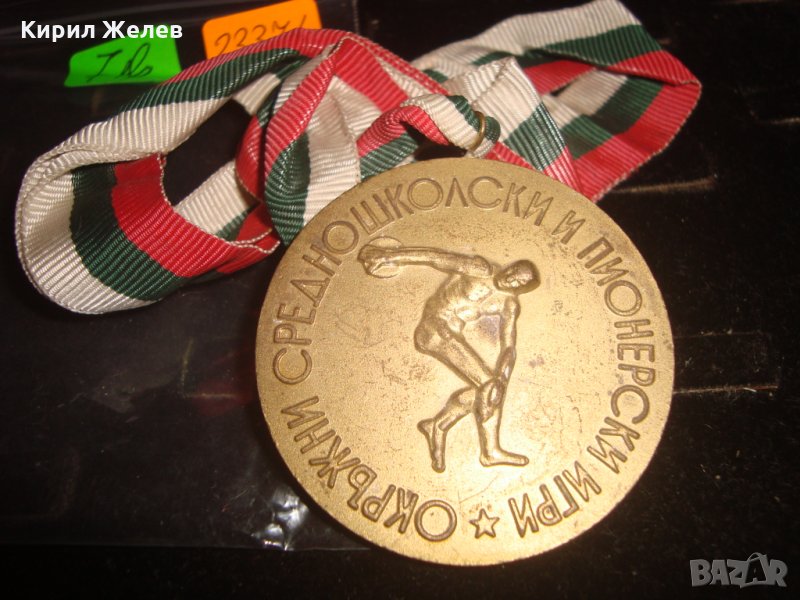 Кирил Желев
ОКРЪЖНИ СРЕДНОШКОЛСКИ И ПИОНЕРСКИ ИГРИ
BAZAR